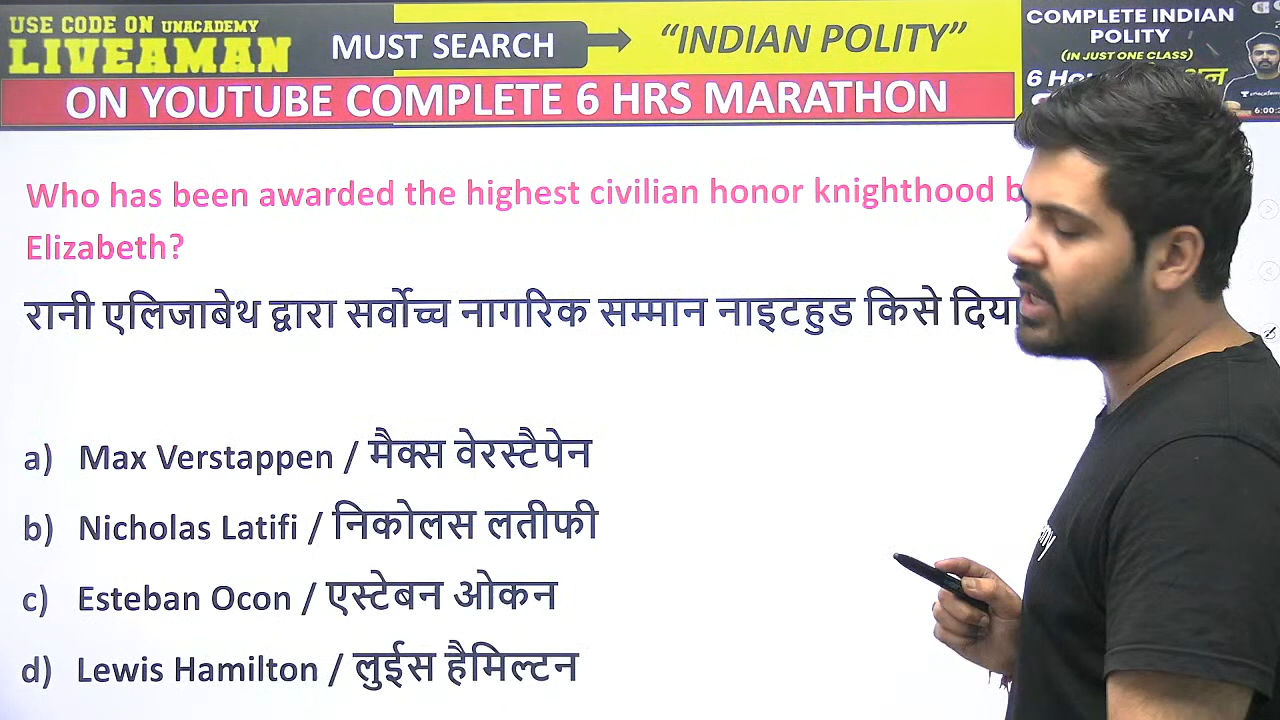 USE CODE ON UNACADEMY
LIVEAMAN
MUST SEARCH
“INDIAN POLITY”
ON YOUTUBE COMPLETE 6 HRS MARATHON
COMPLETE INDIAN
POLITY
(IN JUST ONE CLASS)
Who has been awarded the highest civilian honor knighthood
Elizabeth?
रानी एलिजाबेथ द्वारा सर्वोच्च नागरिक सम्मान नाइटहुड किसे दिया
a) Max Verstappen / मैक्स वेरस्टैपेन
b) Nicholas Latifi / निकोलस लतीफी
c) Esteban Ocon / एस्टेबन ओकन
d) Lewis Hamilton / लुईस हैमिल्टन